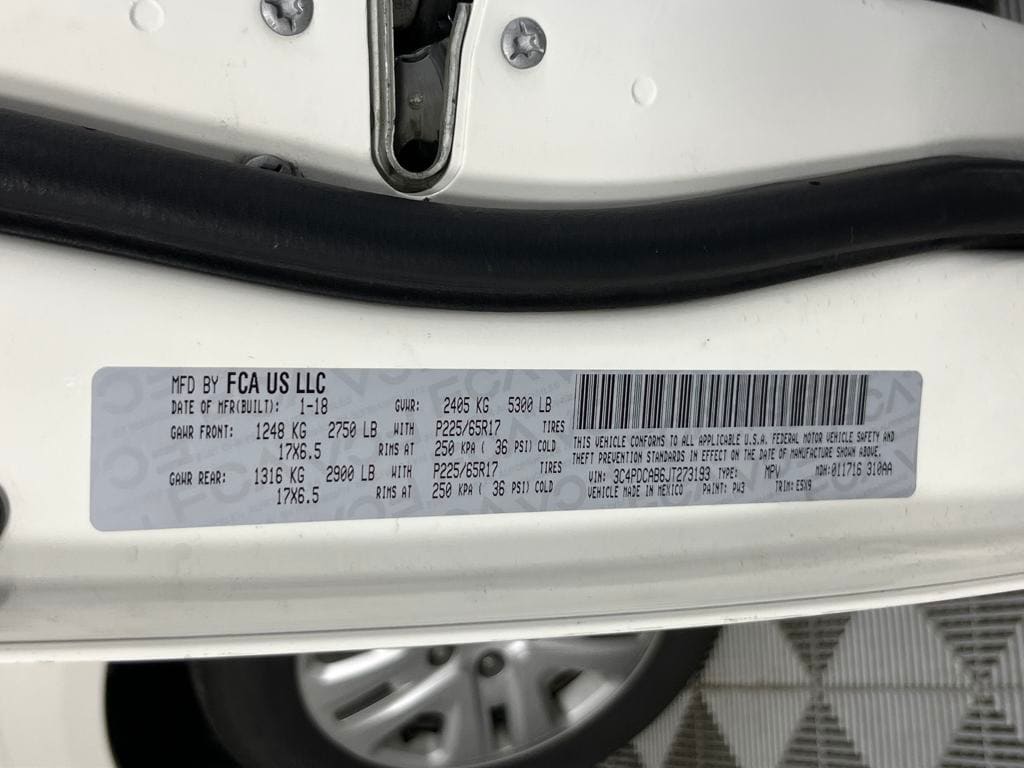 MFD BY FCA US LLC
DATE OF MFR(BUILT): 1-18 GVWR: 2405 KG 5300 LB
GAWR FRONT: 1248 KG 2750 LB WITH P225/65R17 TIRES
17X6.5 RIMS AT 250 KPA ( 36 PSI) COLD
GAWR REAR: 1316 KG 2900 LB WITH P225/65R17 TIRES
17X6.5 RIMS AT 250 KPA ( 36 PSI) COLD
THIS VEHICLE CONFORMS TO ALL APPLICABLE U.S.A. FEDERAL MOTOR VEHICLE SAFETY AND
THEFT PREVENTION STANDARDS IN EFFECT ON THE DATE OF MANUFACTURE SHOWN ABOVE.
VIN: 3C4PDCAB6JT273193 TYPE: MPV MDH: 011716 310AA
VEHICLE MADE IN MEXICO PAINT: PW3 TRIM: E5X9